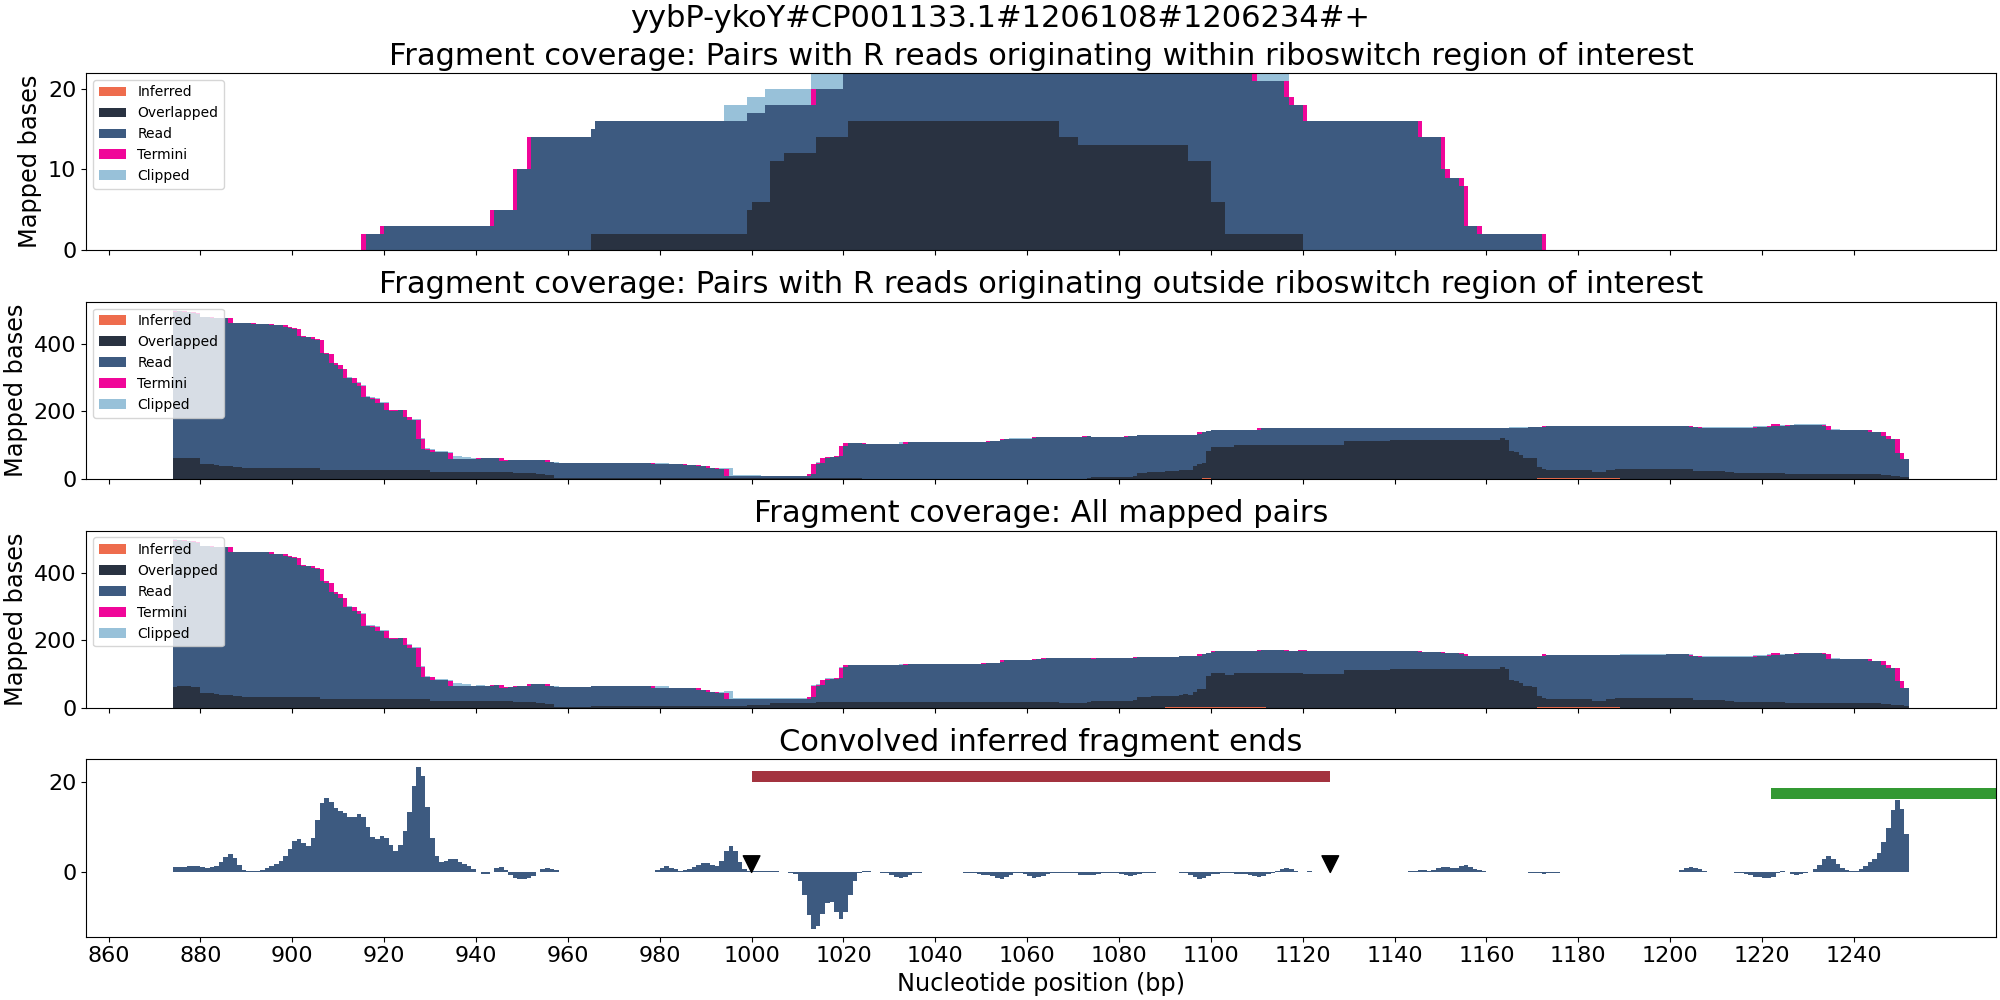 yybP-ykoY#CP001133.1#1206108#1206234#+
Fragment coverage: Pairs with R reads originating within riboswitch region of interest
Mapped bases
20
10
0
Inferred
Overlapped
Read
Termini
Clipped
Fragment coverage: Pairs with R reads originating outside riboswitch region of interest
Mapped bases
400
200
0
Inferred
Overlapped
Read
Termini
Clipped
Fragment coverage: All mapped pairs
Mapped bases
400
200
0
Inferred
Overlapped
Read
Termini
Clipped
Convolved inferred fragment ends
20
0
860 880 900 920 940 960 980 1000 1020 1040 1060 1080 1100 1120 1140 1160 1180 1200 1220 1240
Nucleotide position (bp)